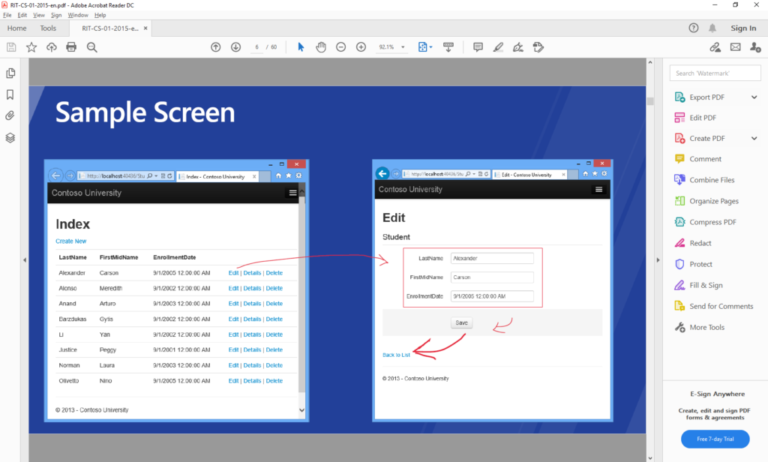 RIT-CS-01-2015-en.pdf - Adobe Acrobat Reader DC
File Edit View Sign Window Help
Home Tools RIT-CS-01-2015-e... × Sign In
6 / 60 92.1%
Search 'Watermark'
Export PDF
Edit PDF
Create PDF
Comment
Combine Files
Organize Pages
Compress PDF
Redact
Protect
Fill & Sign
Send for Comments
More Tools
E-Sign Anywhere
Create, edit and sign PDF
forms & agreements
Free 7-day Trial
Sample Screen
Index - Contoso University
Contoso University
Index
Create New
LastName FirstMidName EnrollmentDate
Alexander Carson 9/1/2005 12:00:00 AM Edit | Details | Delete
Alonso Meredith 9/1/2002 12:00:00 AM Edit | Details | Delete
Anand Arturo 9/1/2003 12:00:00 AM Edit | Details | Delete
Barzdukas Gytis 9/1/2002 12:00:00 AM Edit | Details | Delete
Li Yan 9/1/2002 12:00:00 AM Edit | Details | Delete
Justice Peggy 9/1/2001 12:00:00 AM Edit | Details | Delete
Norman Laura 9/1/2003 12:00:00 AM Edit | Details | Delete
Olivetto Nino 9/1/2005 12:00:00 AM Edit | Details | Delete
© 2013 - Contoso University
Edit - Contoso University
Contoso University
Edit
Student
LastName Alexander
FirstMidName Carson
EnrollmentDate 9/1/2005 12:00:00 AM
Save
Back to List
© 2013 - Contoso University